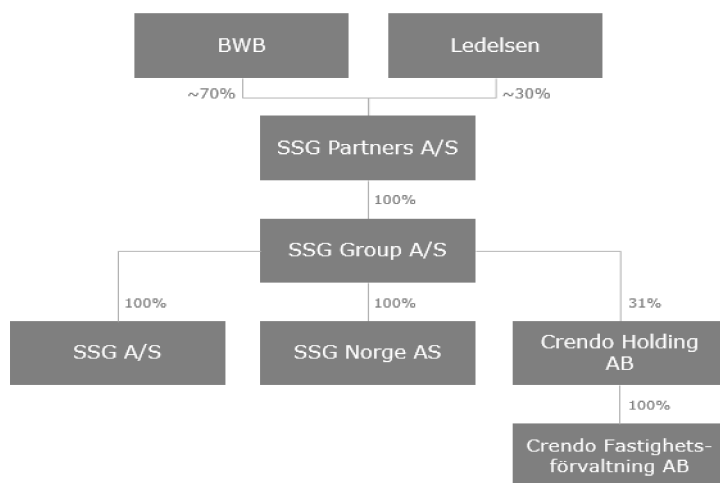 BWB
Ledelsen
~70%
~30%
SSG Partners A/S
100%
SSG Group A/S
100%
100%
31%
SSG A/S
SSG Norge AS
Crendo Holding
AB
100%
Crendo Fastighets-
förvaltning AB